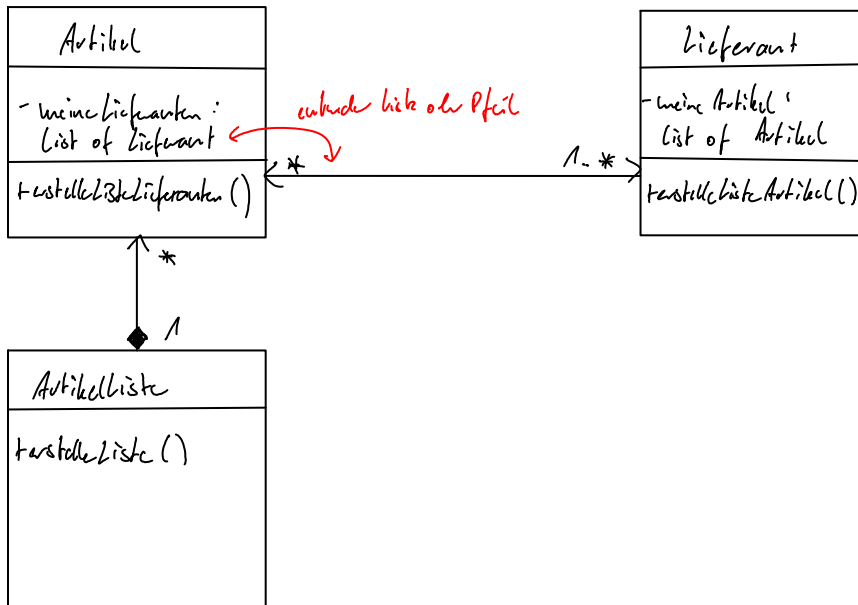 Artikel
- meineLieferanten :
List of Lieferant
+erstelleListeLieferanten()
entweder Liste oder Pfeil
*
1..*
Lieferant
- meineArtikel :
List of Artikel
+erstelleListeArtikel()
*
1
ArtikelListe
+erstelleListe()